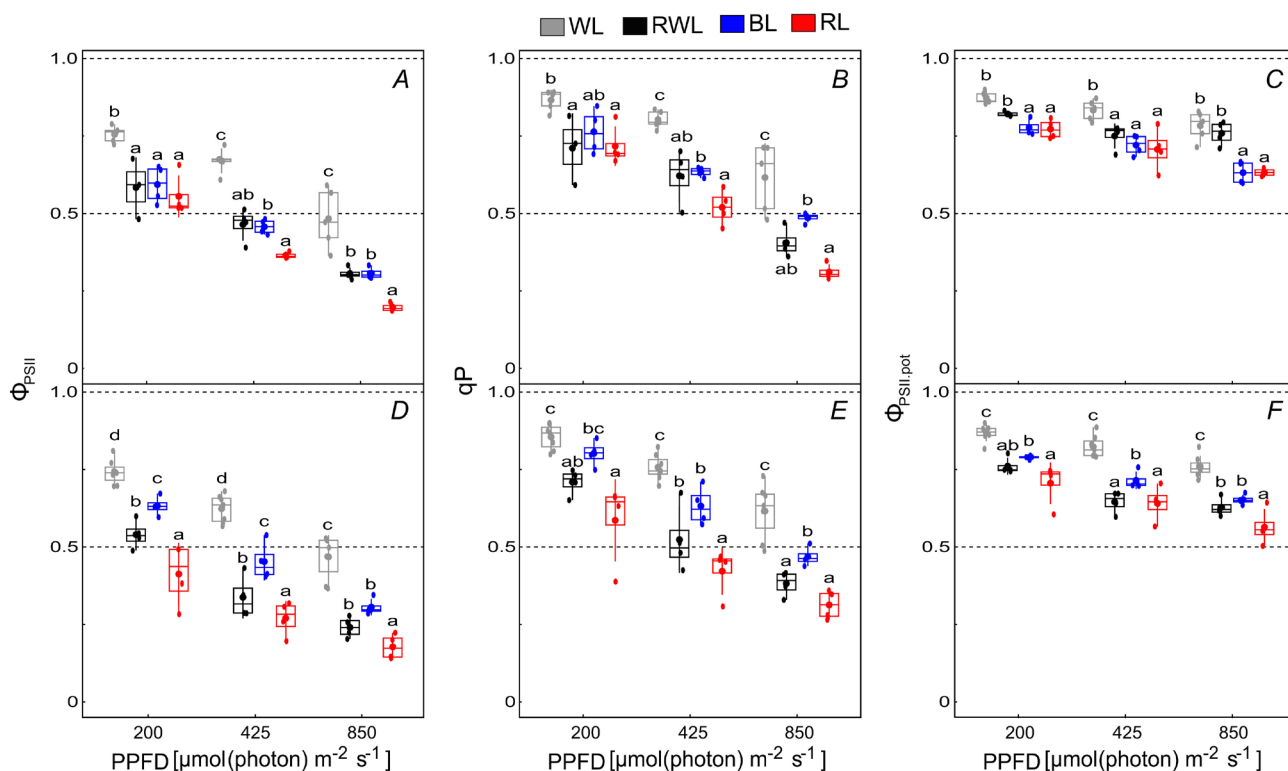 WL RWL BL RL
1.0 A 1.0 B 1.0 C
b a a a c ab b a c b b a
b a ab a c ab b a c ab b a
b b a a b a a a b b a a
0.5 0.5 0.5
0 0 0
ΦPSII qP ΦPSII.pot
1.0 D 1.0 E 1.0 F
d b c a d b c a c b b a
c ab bc a c b b a c a b a
c ab b a c a b a c b b a
0.5 0.5 0.5
0 0 0
200 425 850 200 425 850 200 425 850
PPFD [µmol(photon) m⁻² s⁻¹] PPFD [µmol(photon) m⁻² s⁻¹] PPFD [µmol(photon) m⁻² s⁻¹]